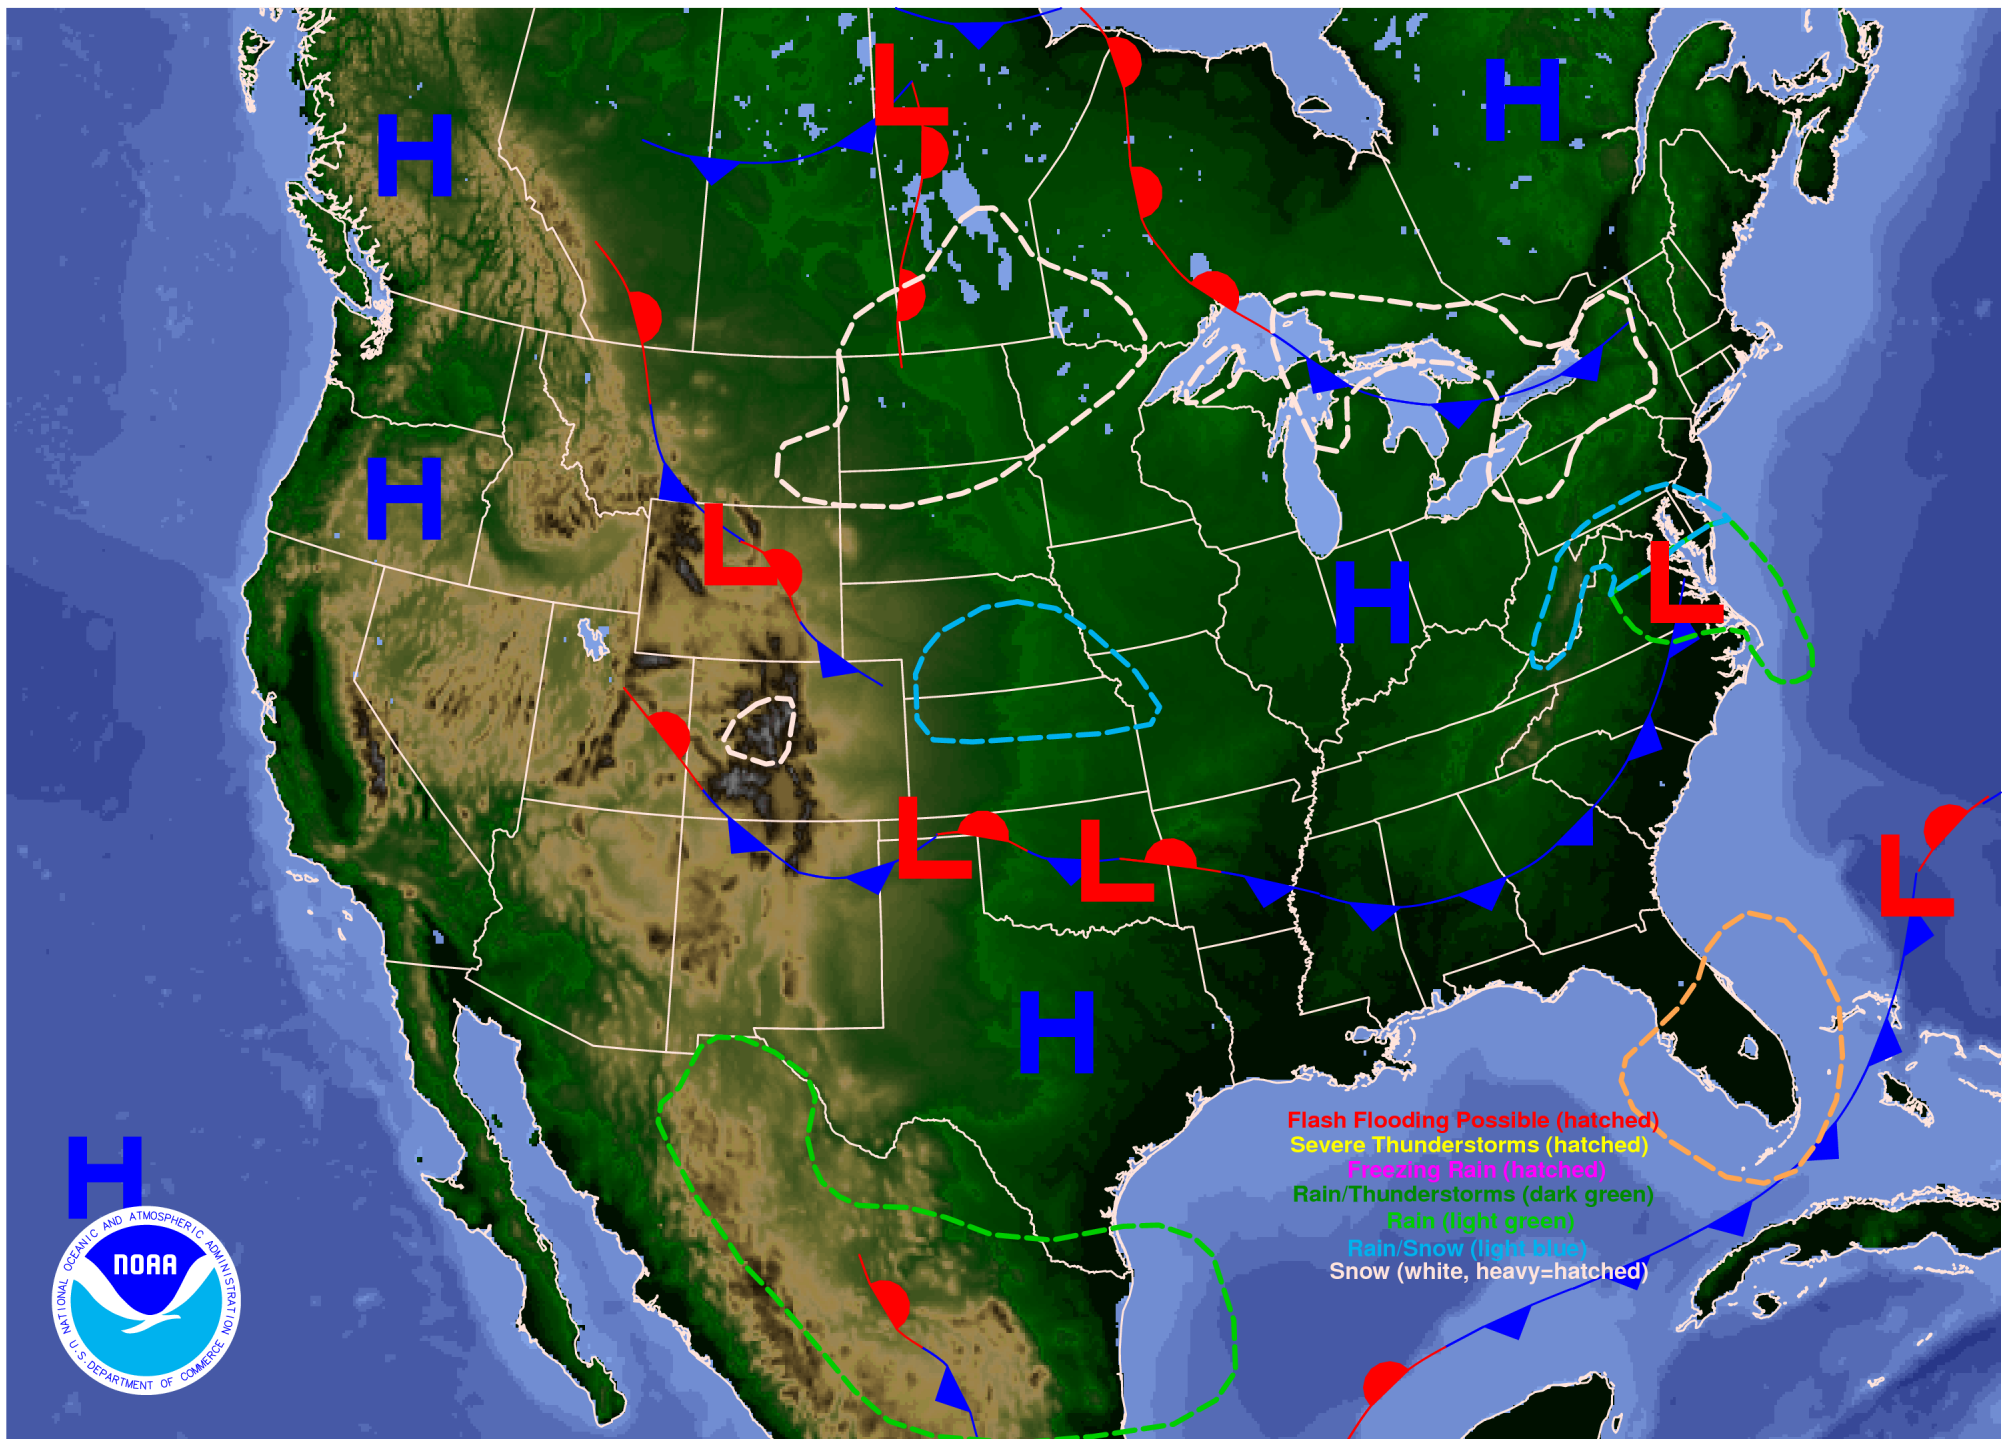 H
L
H
H
L
H
L
L
L
L
H
H
Flash Flooding Possible (hatched)
Severe Thunderstorms (hatched)
Freezing Rain (hatched)
Rain/Thunderstorms (dark green)
Rain (light green)
Rain/Snow (light blue)
Snow (white, heavy=hatched)
NATIONAL OCEANIC AND ATMOSPHERIC ADMINISTRATION
NOAA
U.S. DEPARTMENT OF COMMERCE